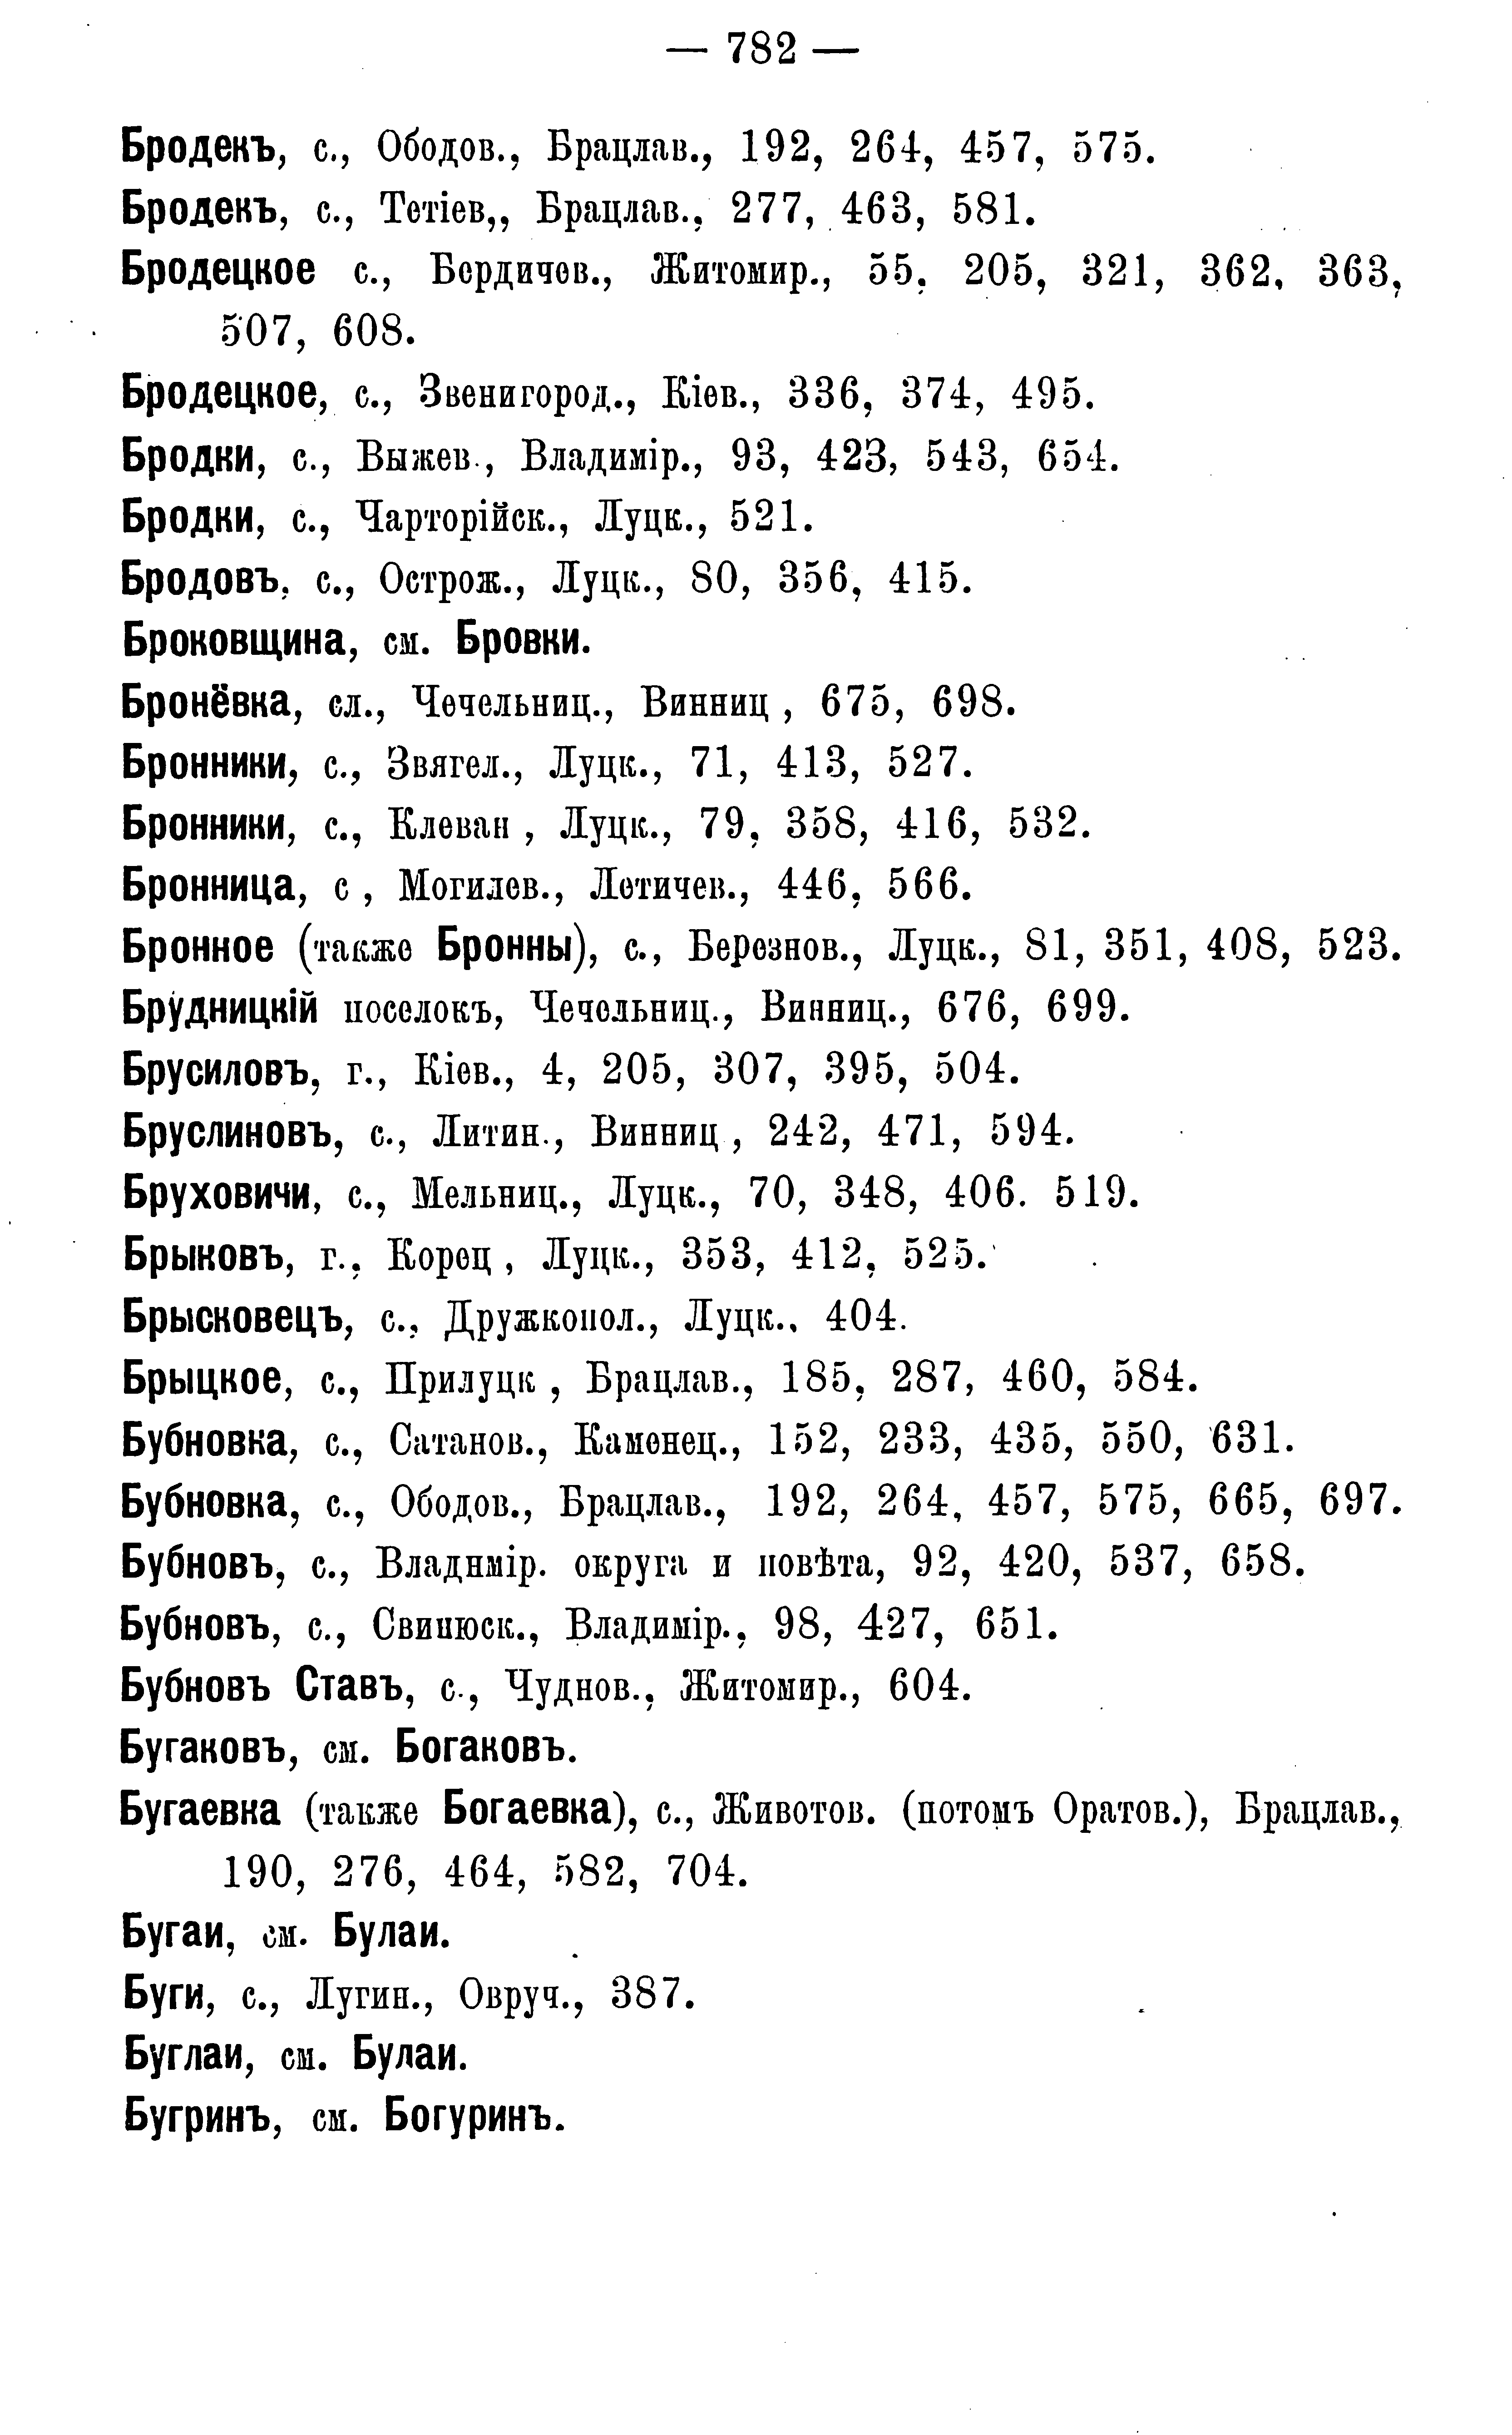 — 782 —
Бродекъ, с., Ободов., Брацлав., 192, 264, 457, 575.
Бродекъ, с., Тетіев,, Брацлав., 277, 463, 581.
Бродецкое с., Бердичев., Житомир., 55, 205, 321, 362, 363,
507, 608.
Бродецкое, с., Звенигород., Кіев., 336, 374, 495.
Бродки, с., Выжев., Владимір., 93, 423, 543, 654.
Бродки, с., Чарторійск., Луцк., 521.
Бродовъ, с., Острож., Луцк., 80, 356, 415.
Броковщина, см. Бровки.
Бронёвка, сл., Чечельниц., Винниц , 675, 698.
Бронники, с., Звягел., Луцк., 71, 413, 527.
Бронники, с., Клеван , Луцк., 79, 358, 416, 532.
Бронница, с , Могилев., Летичев., 446, 566.
Бронное (также Бронны), с., Березнов., Луцк., 81, 351, 408, 523.
Брудницкій поселокъ, Чечельниц., Винниц., 676, 699.
Брусиловъ, г., Кіев., 4, 205, 307, 395, 504.
Бруслиновъ, с., Литин., Винниц , 242, 471, 594.
Бруховичи, с., Мельниц., Луцк., 70, 348, 406. 519.
Брыковъ, г., Корец , Луцк., 353, 412, 525.
Брысковецъ, с., Дружкопол., Луцк., 404.
Брыцкое, с., Прилуцк , Брацлав., 185, 287, 460, 584.
Бубновка, с., Сатанов., Каменец., 152, 233, 435, 550, 631.
Бубновка, с., Ободов., Брацлав., 192, 264, 457, 575, 665, 697.
Бубновъ, с., Владимір. округа и повѣта, 92, 420, 537, 658.
Бубновъ, с., Свинюск., Владимір., 98, 427, 651.
Бубновъ Ставъ, с., Чуднов., Житомир., 604.
Бугаковъ, см. Богаковъ.
Бугаевка (также Богаевка), с., Животов. (потомъ Оратов.), Брацлав.,
190, 276, 464, 582, 704.
Бугаи, см. Булаи.
Буги, с., Лугин., Овруч., 387.
Буглаи, см. Булаи.
Бугринъ, см. Богуринъ.